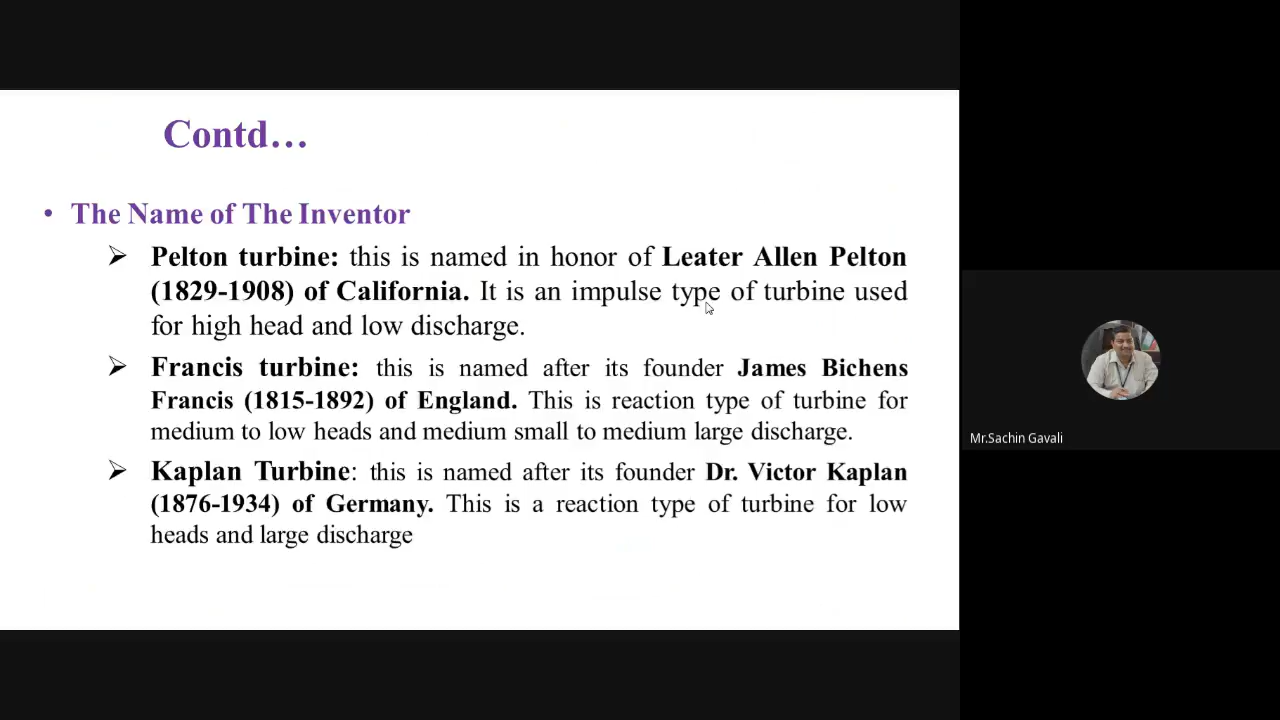 Contd…
• The Name of The Inventor
➢ Pelton turbine: this is named in honor of Leater Allen Pelton
(1829-1908) of California. It is an impulse type of turbine used
for high head and low discharge.
➢ Francis turbine: this is named after its founder James Bichens
Francis (1815-1892) of England. This is reaction type of turbine for
medium to low heads and medium small to medium large discharge.
➢ Kaplan Turbine: this is named after its founder Dr. Victor Kaplan
(1876-1934) of Germany. This is a reaction type of turbine for low
heads and large discharge
Mr.Sachin Gavali